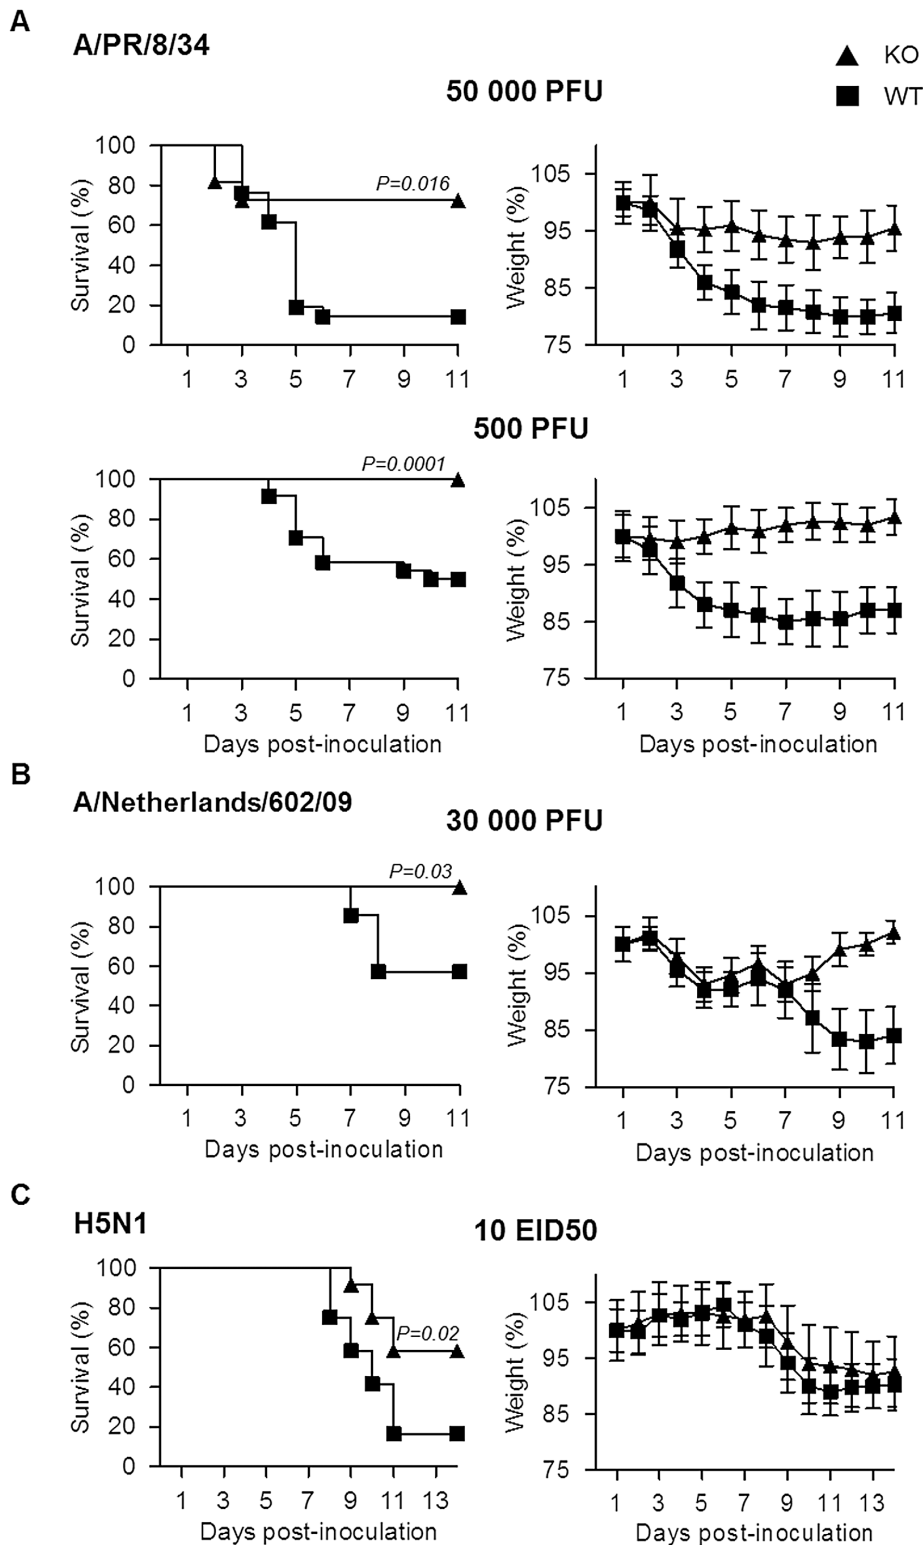 A
A/PR/8/34
KO
50 000 PFU
WT
100
80
60
40
20
0
Survival (%)
P=0.016
1 3 5 7 9 11
105
95
85
75
Weight (%)
1 3 5 7 9 11
500 PFU
100
80
60
40
20
0
Survival (%)
P=0.0001
1 3 5 7 9 11
Days post-inoculation
105
95
85
75
Weight (%)
1 3 5 7 9 11
Days post-inoculation
B
A/Netherlands/602/09
30 000 PFU
100
80
60
40
20
0
Survival (%)
P=0.03
1 3 5 7 9 11
Days post-inoculation
105
95
85
75
Weight (%)
1 3 5 7 9 11
Days post-inoculation
C
H5N1
10 EID50
100
80
60
40
20
0
Survival (%)
P=0.02
1 3 5 7 9 11 13
Days post-inoculation
105
95
85
75
Weight (%)
1 3 5 7 9 11 13
Days post-inoculation